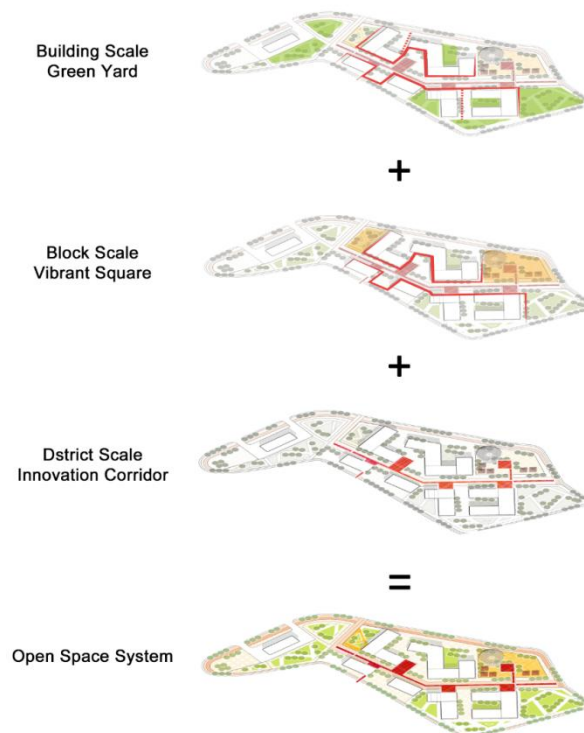 Building Scale
Green Yard
+
Block Scale
Vibrant Square
+
Dstrict Scale
Innovation Corridor
=
Open Space System